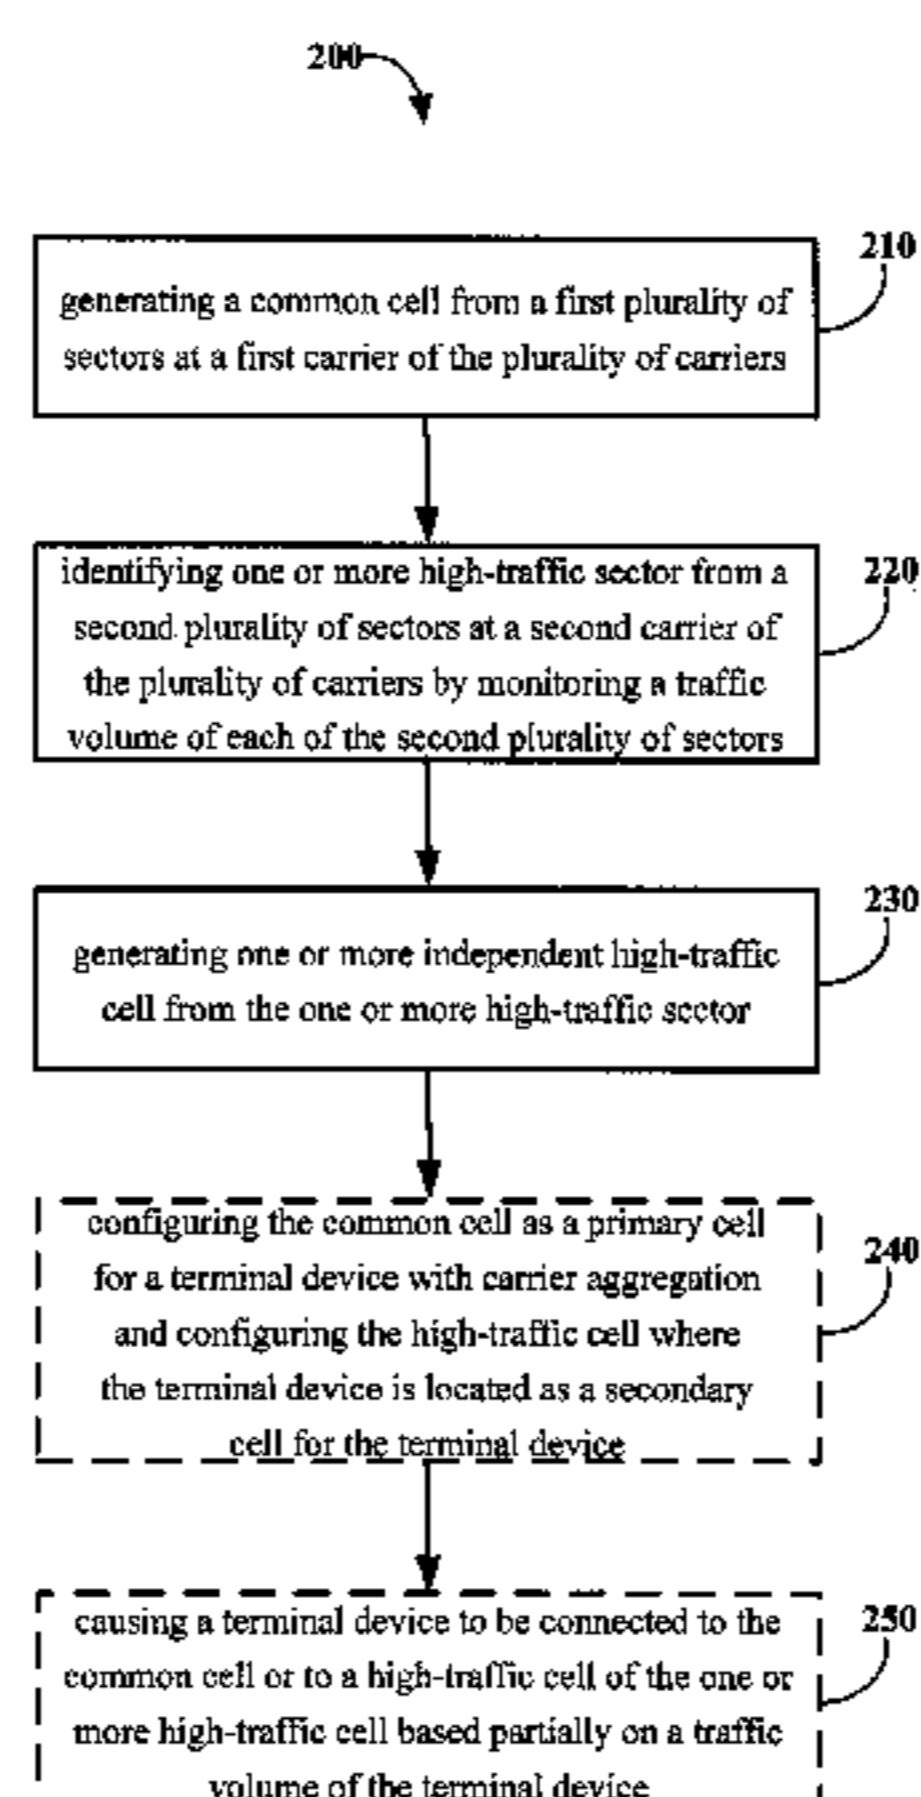 200
210
generating a common cell from a first plurality of
sectors at a first carrier of the plurality of carriers
220
identifying one or more high-traffic sector from a
second plurality of sectors at a second carrier of
the plurality of carriers by monitoring a traffic
volume of each of the second plurality of sectors
230
generating one or more independent high-traffic
cell from the one or more high-traffic sector
240
configuring the common cell as a primary cell
for a terminal device with carrier aggregation
and configuring the high-traffic cell where
the terminal device is located as a secondary
cell for the terminal device
250
causing a terminal device to be connected to the
common cell or to a high-traffic cell of the one or
more high-traffic cell based partially on a traffic
volume of the terminal device